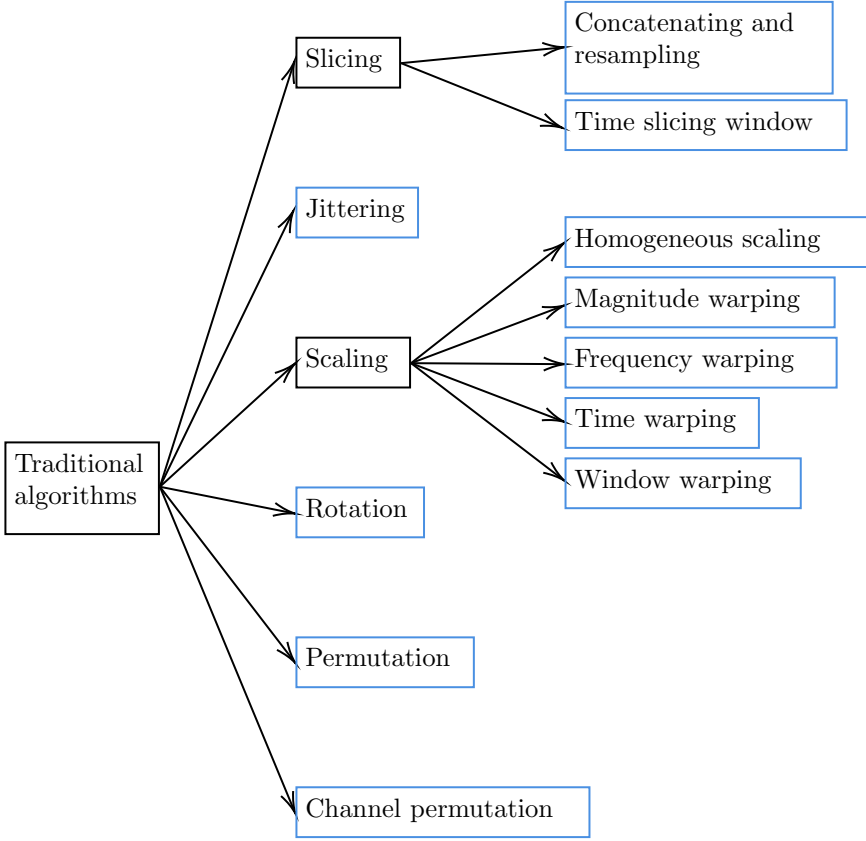 Traditional
algorithms
Slicing
Concatenating and
resampling
Time slicing window
Jittering
Scaling
Homogeneous scaling
Magnitude warping
Frequency warping
Time warping
Window warping
Rotation
Permutation
Channel permutation